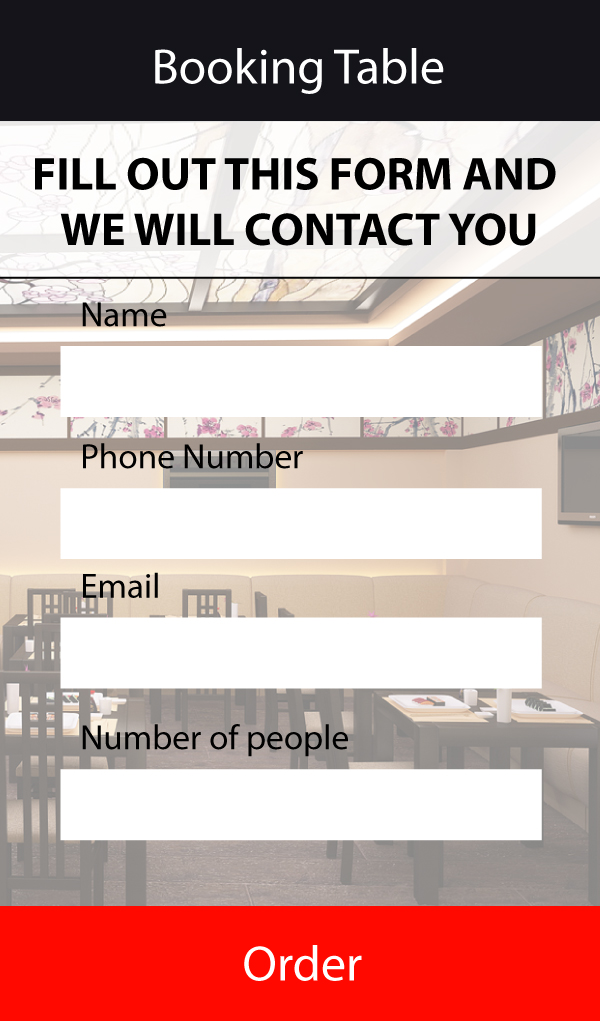 Booking Table
FILL OUT THIS FORM AND
WE WILL CONTACT YOU
Name
Phone Number
Email
Number of people
Order